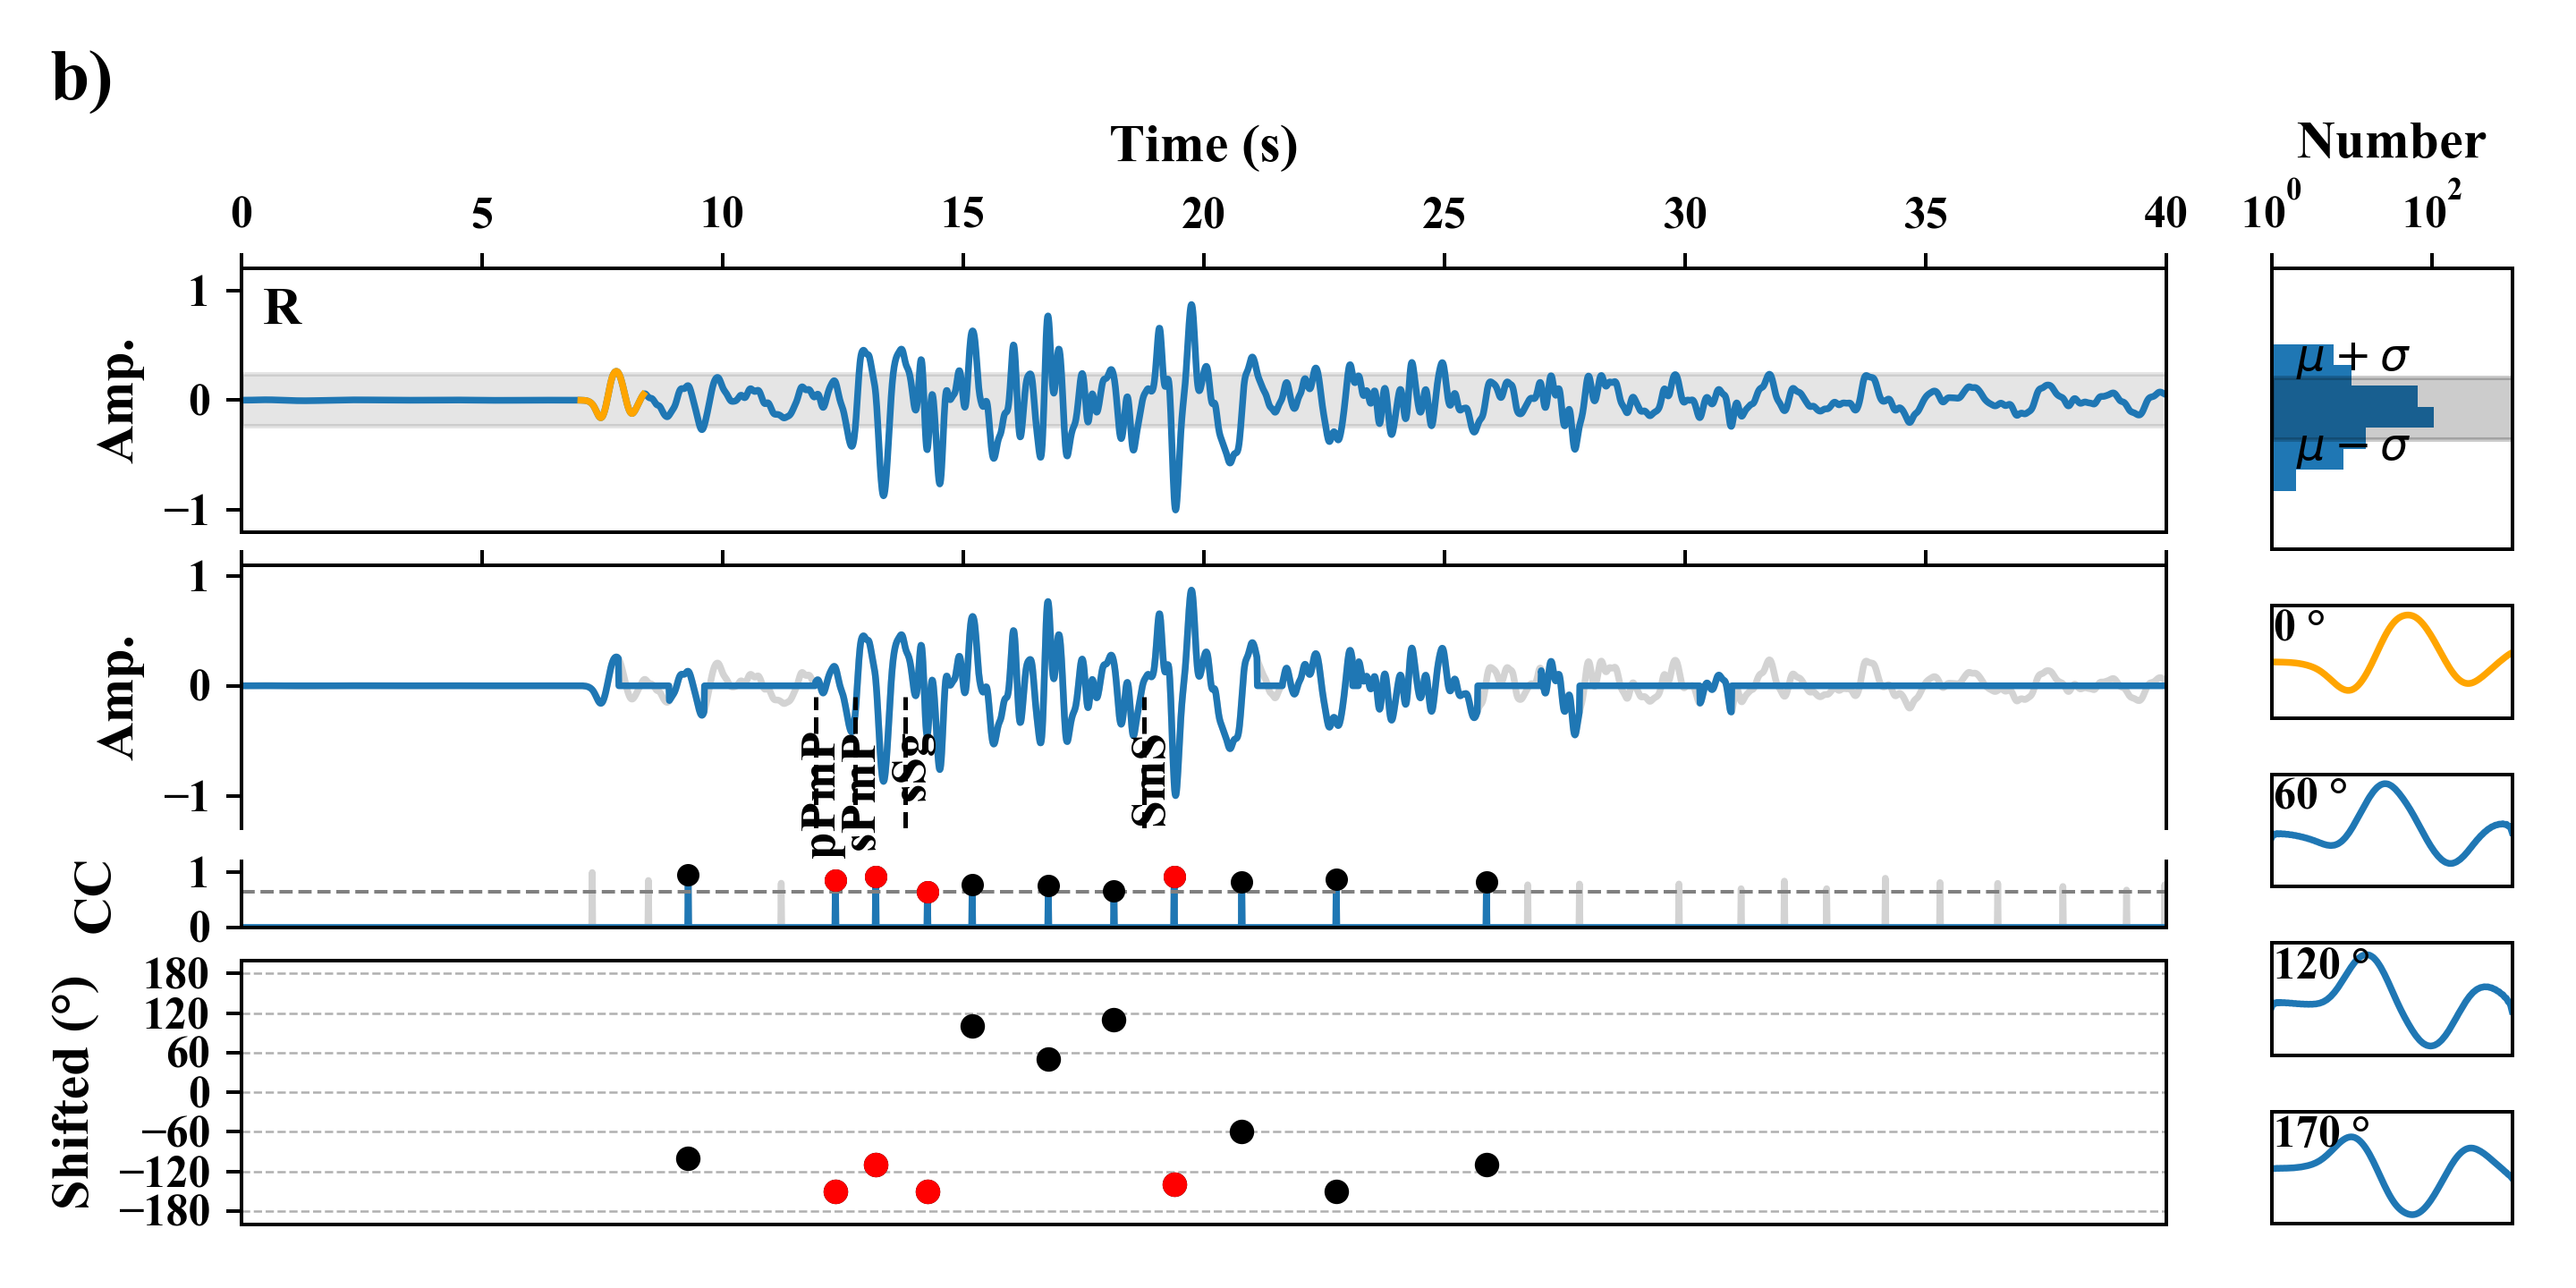 b)
Time (s)
Number
0 5 10 15 20 25 30 35 40
10^0 10^2
R
Amp.
1
0
−1
μ + σ
μ − σ
Amp.
1
0
−1
pPmP
sPmP
sSg
SmS
0 °
60 °
CC
1
0
120 °
Shifted (°)
180
120
60
0
−60
−120
−180
170 °